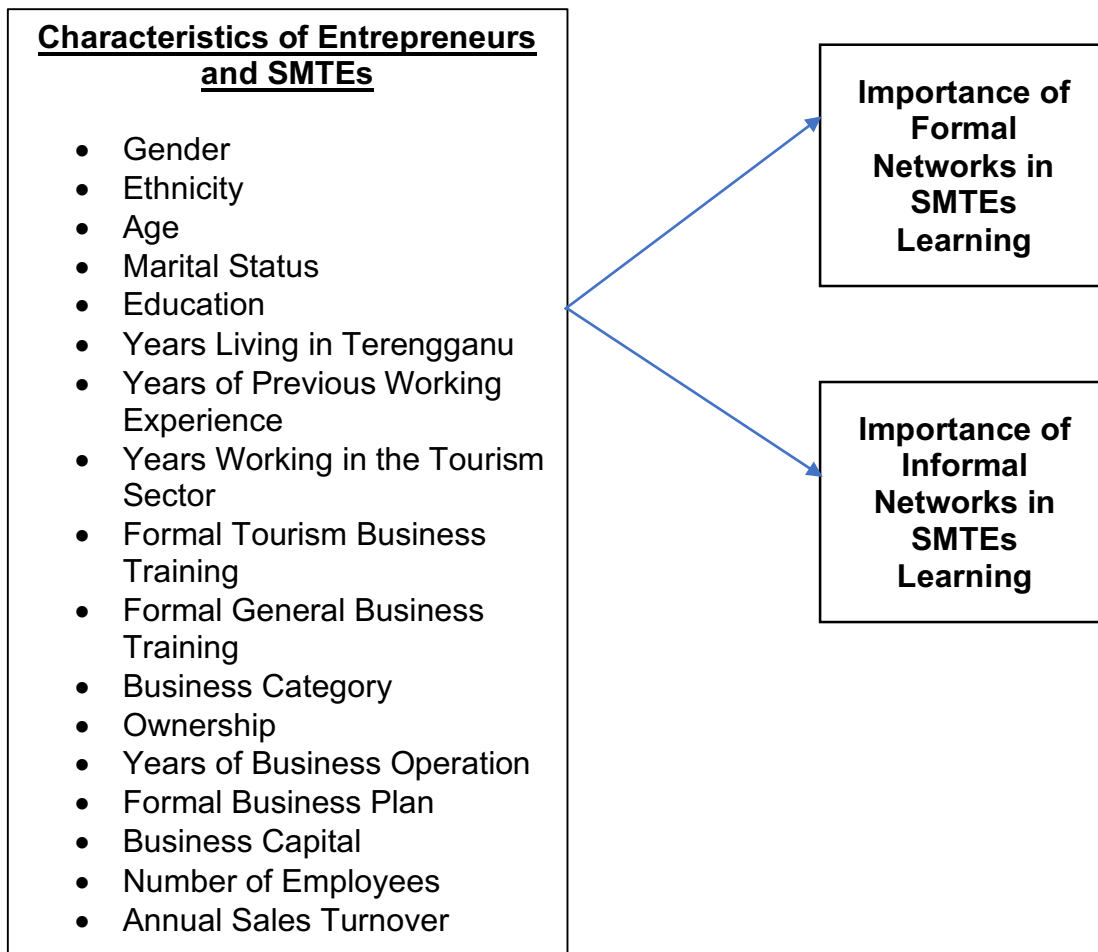 Characteristics of Entrepreneurs
and SMTEs
• Gender
• Ethnicity
• Age
• Marital Status
• Education
• Years Living in Terengganu
• Years of Previous Working
Experience
• Years Working in the Tourism
Sector
• Formal Tourism Business
Training
• Formal General Business
Training
• Business Category
• Ownership
• Years of Business Operation
• Formal Business Plan
• Business Capital
• Number of Employees
• Annual Sales Turnover
Importance of
Formal
Networks in
SMTEs
Learning
Importance of
Informal
Networks in
SMTEs
Learning